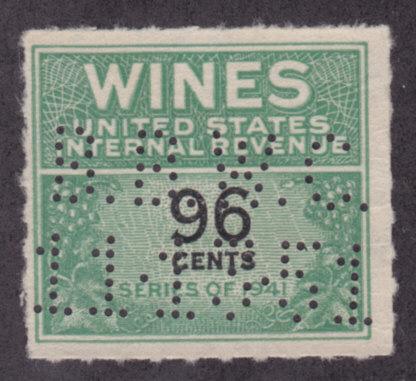 WINES
UNITED STATES
INTERNAL REVENUE
96
CENTS
SERIES OF 1941